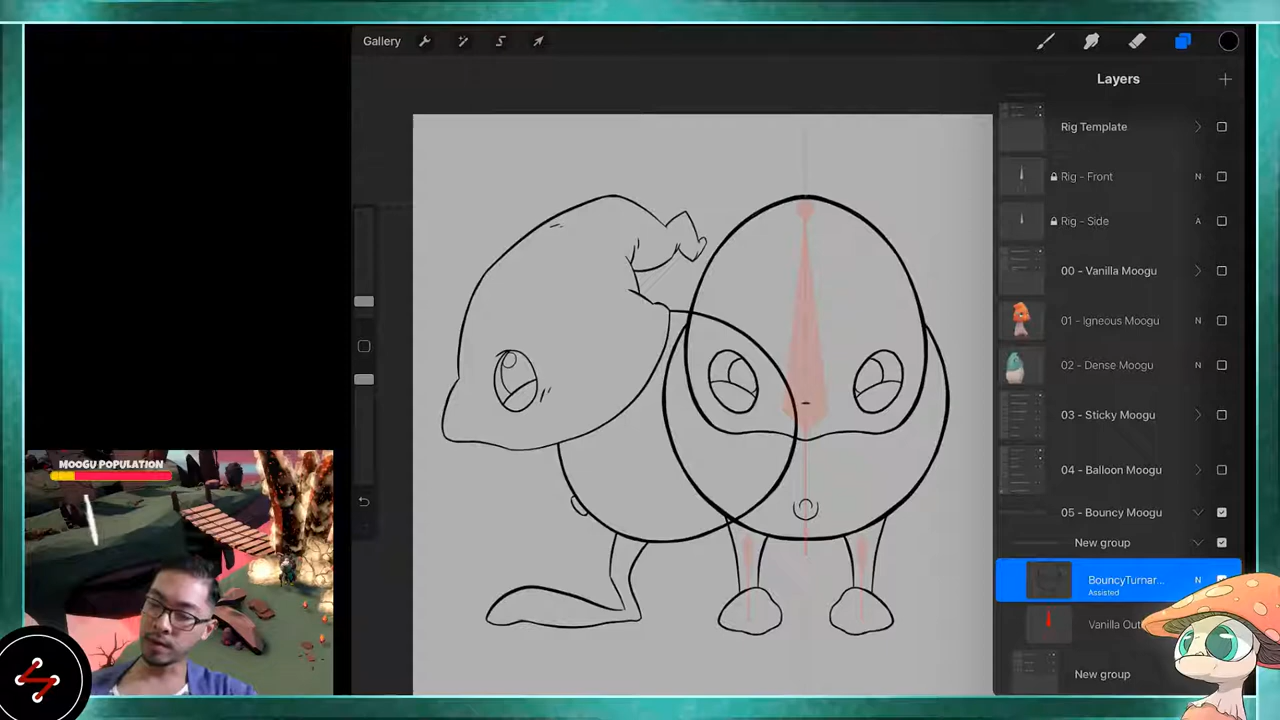 Gallery
Layers
Rig Template
Rig - Front N
Rig - Side A
00 - Vanilla Moogu
01 - Igneous Moogu N
02 - Dense Moogu N
03 - Sticky Moogu
04 - Balloon Moogu
05 - Bouncy Moogu
New group
BouncyTurnar... N
Assisted
Vanilla
New group
MOOGU POPULATION